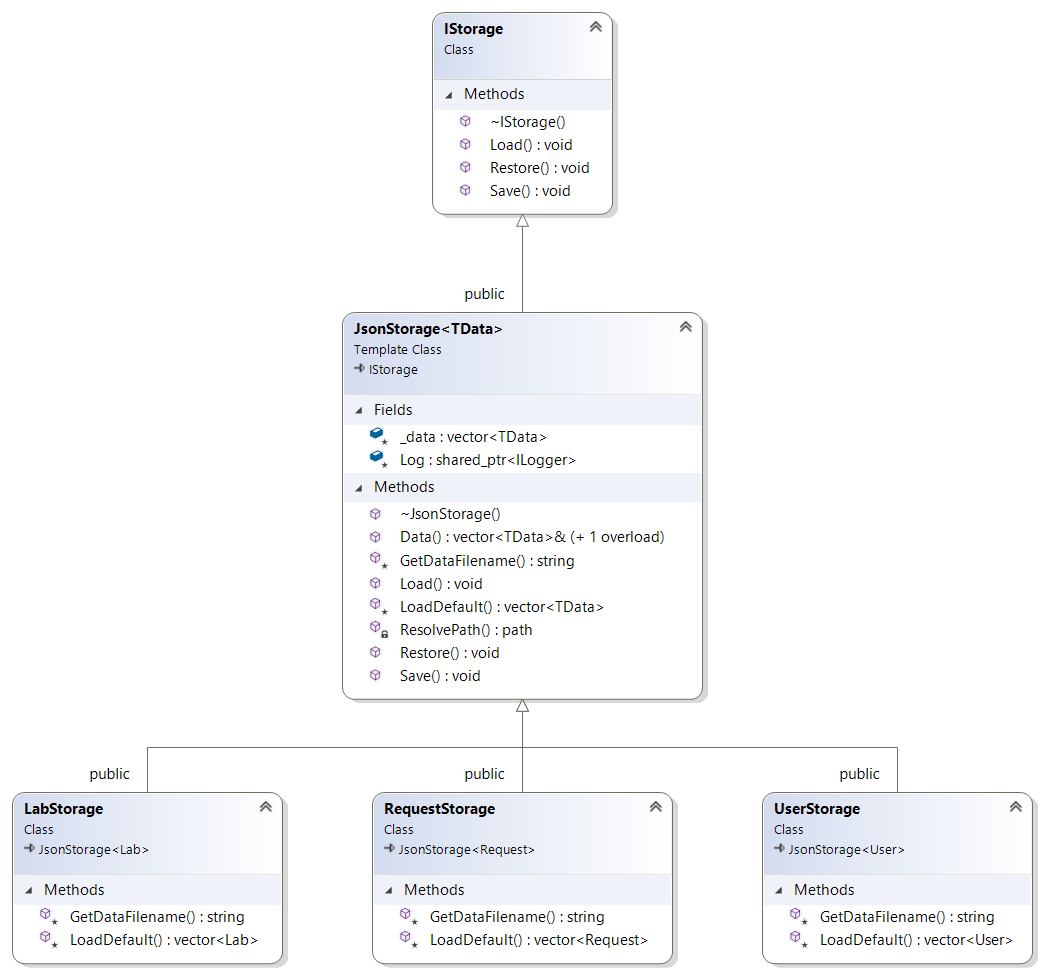 IStorage
Class
Methods
~IStorage()
Load() : void
Restore() : void
Save() : void
public
JsonStorage<TData>
Template Class
IStorage
Fields
_data : vector<TData>
Log : shared_ptr<ILogger>
Methods
~JsonStorage()
Data() : vector<TData>& (+ 1 overload)
GetDataFilename() : string
Load() : void
LoadDefault() : vector<TData>
ResolvePath() : path
Restore() : void
Save() : void
public
LabStorage
Class
JsonStorage<Lab>
Methods
GetDataFilename() : string
LoadDefault() : vector<Lab>
public
RequestStorage
Class
JsonStorage<Request>
Methods
GetDataFilename() : string
LoadDefault() : vector<Request>
public
UserStorage
Class
JsonStorage<User>
Methods
GetDataFilename() : string
LoadDefault() : vector<User>